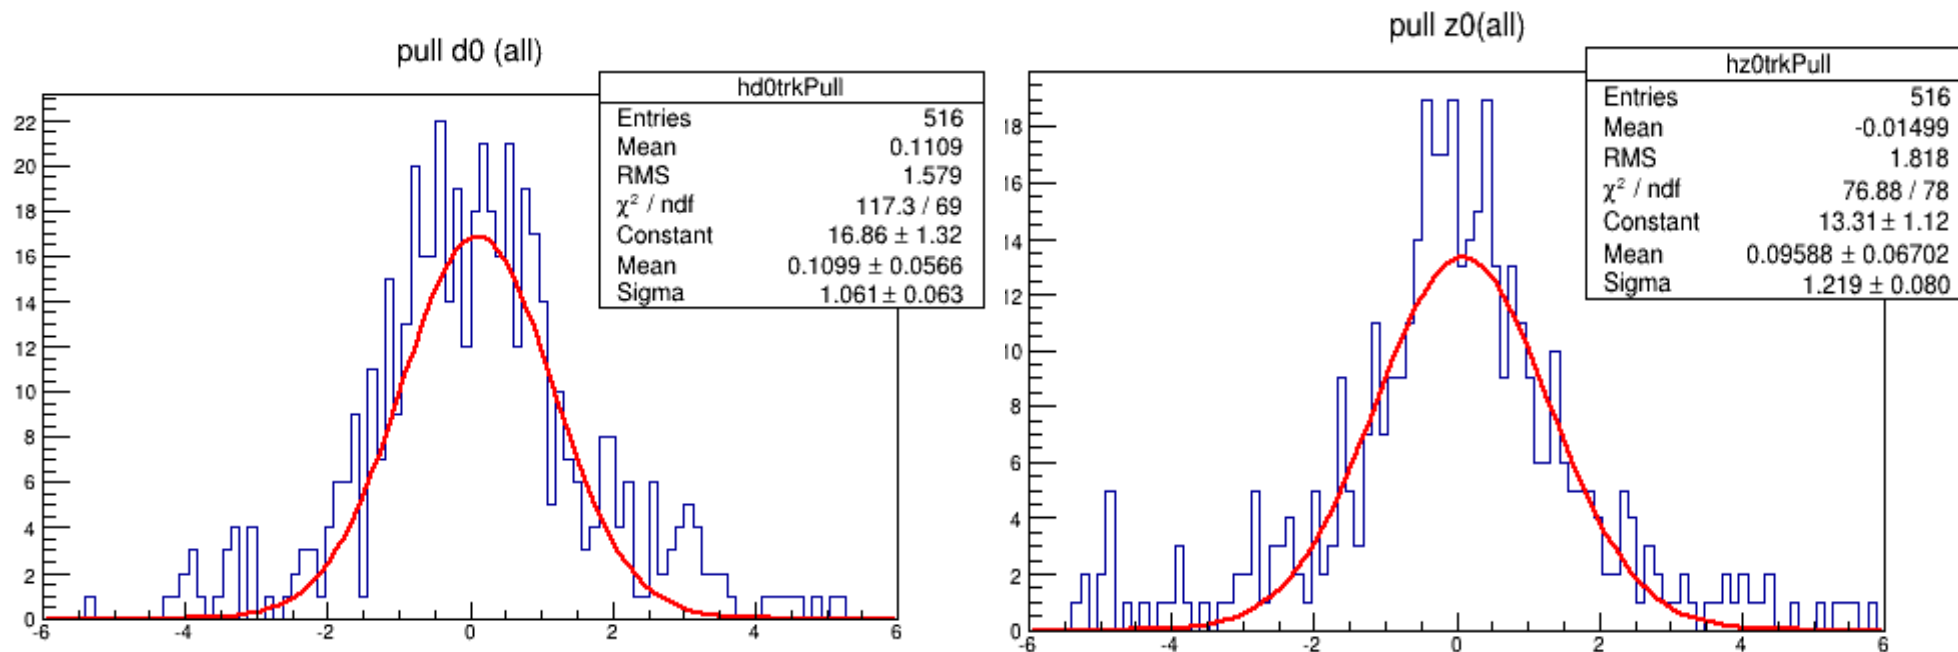 pull d0 (all)
hd0trkPull
Entries 516
Mean 0.1109
RMS 1.579
χ² / ndf 117.3 / 69
Constant 16.86 ± 1.32
Mean 0.1099 ± 0.0566
Sigma 1.061 ± 0.063
22
20
18
16
14
12
10
8
6
4
2
0
-6 -4 -2 0 2 4 6
pull z0(all)
hz0trkPull
Entries 516
Mean -0.01499
RMS 1.818
χ² / ndf 76.88 / 78
Constant 13.31 ± 1.12
Mean 0.09588 ± 0.06702
Sigma 1.219 ± 0.080
18
16
14
12
10
8
6
4
2
0
-6 -4 -2 0 2 4 6